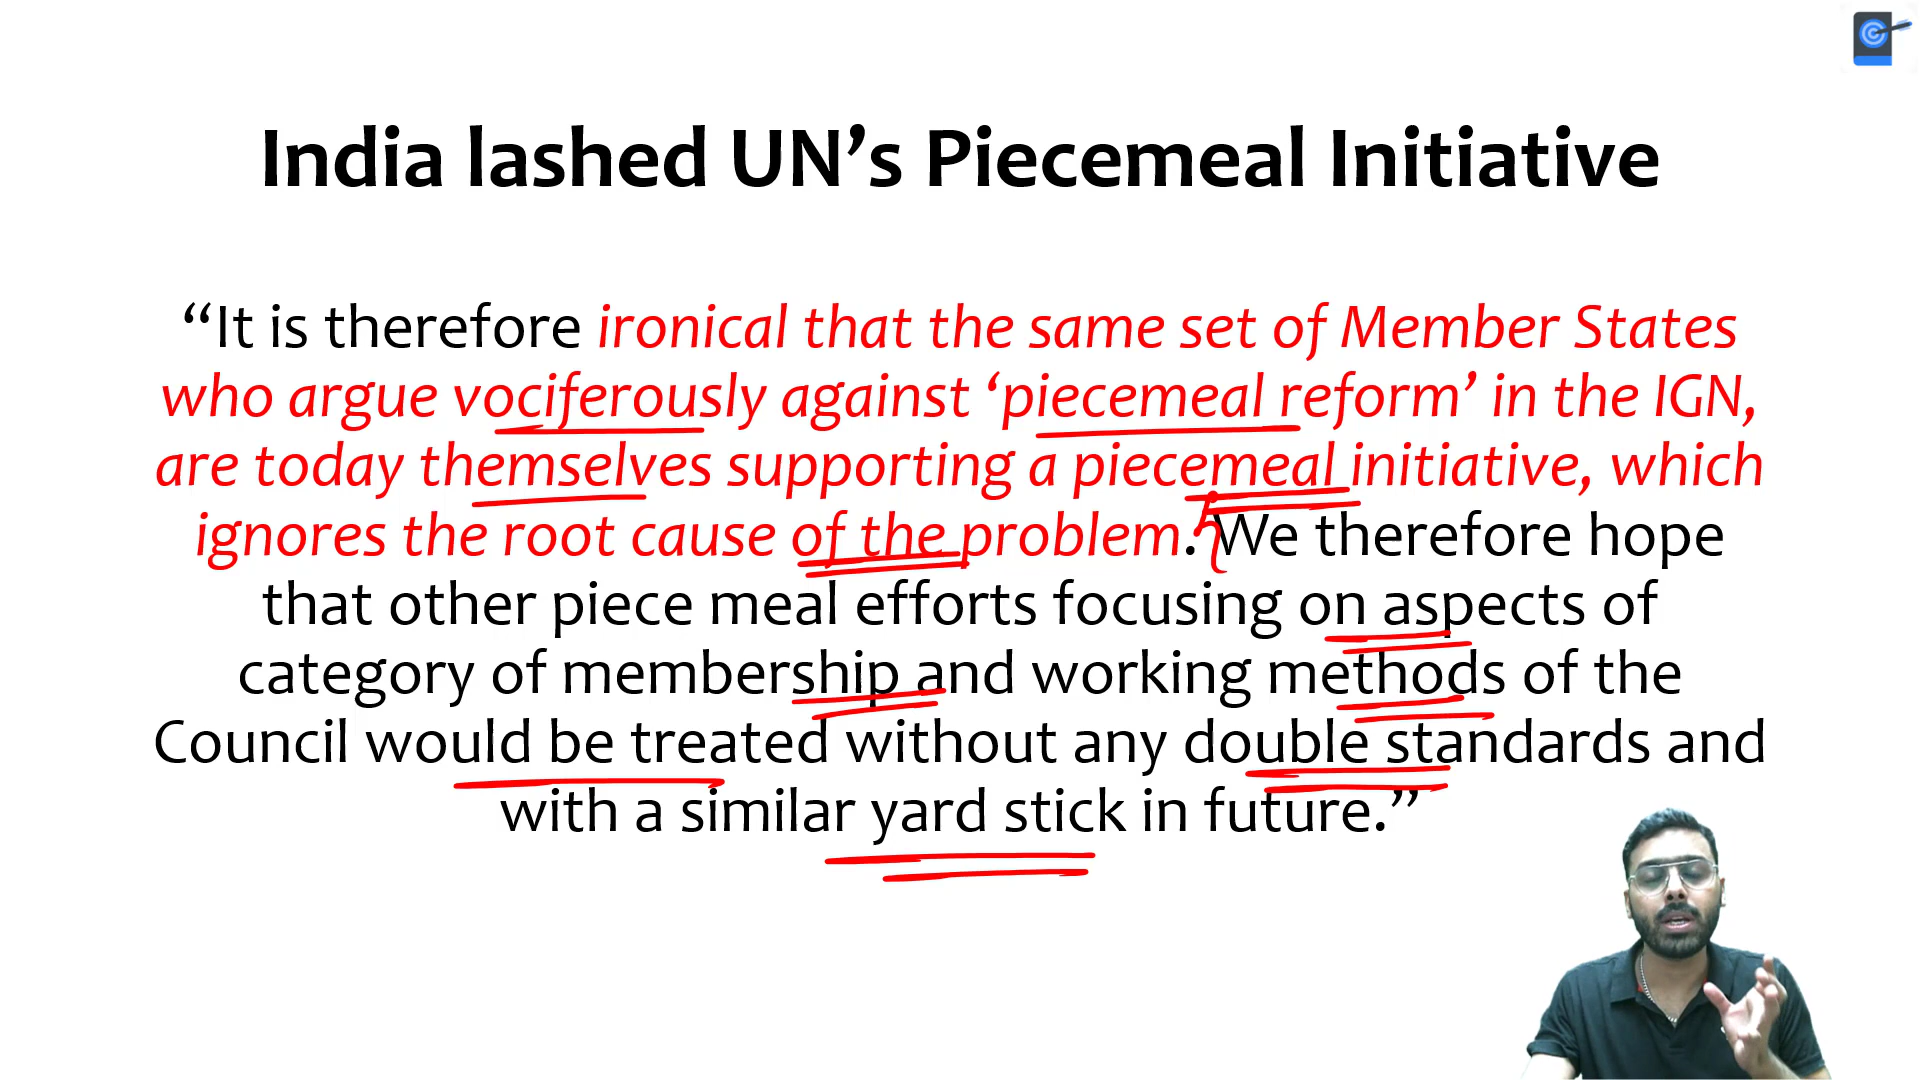 India lashed UN’s Piecemeal Initiative
“It is therefore ironical that the same set of Member States
who argue vociferously against ‘piecemeal reform’ in the IGN,
are today themselves supporting a piecemeal initiative, which
ignores the root cause of the problem. We therefore hope
that other piece meal efforts focusing on aspects of
category of membership and working methods of the
Council would be treated without any double standards and
with a similar yard stick in future.”